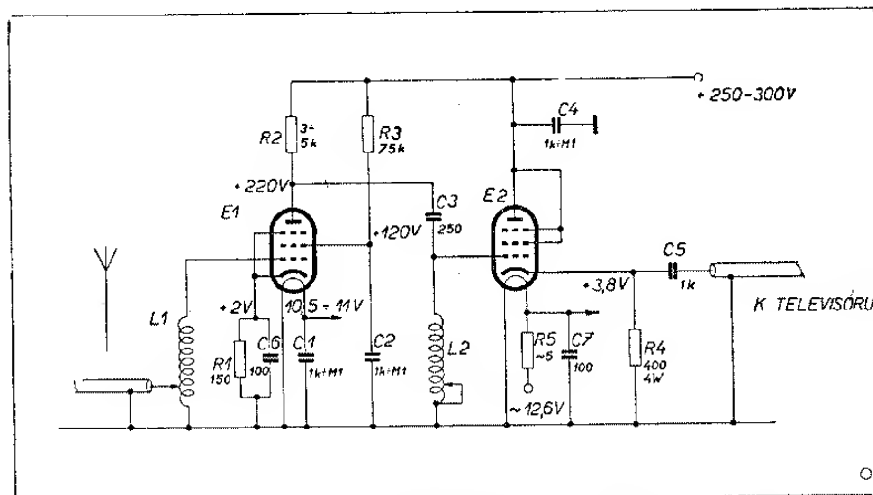 + 250-300V
C4
1k÷M1
R2
3÷
5k
R3
75k
+220V
E1
C3
250
E2
+120V
C5
1k
+3,8V
K TELEVISÓRU
+2V
10,5 ÷ 11V
L1
R1
150
C6
100
C1
1k÷M1
C2
1k÷M1
L2
R5
~5
C7
100
R4
400
4W
~12,6V